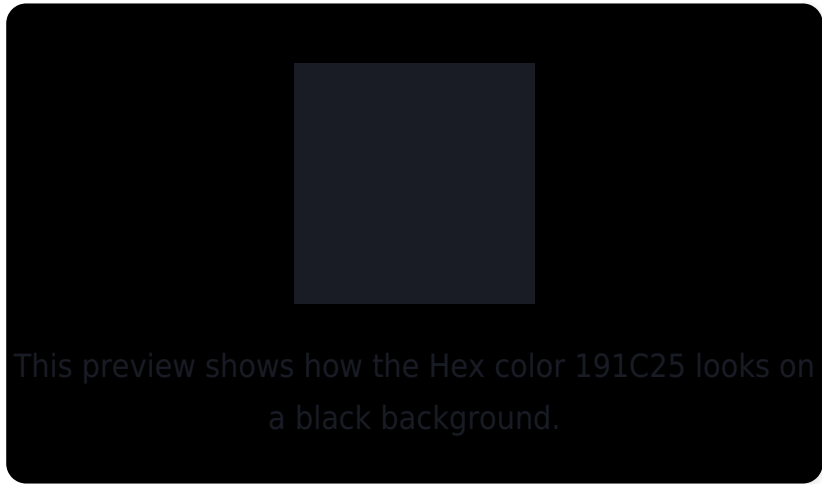 This preview shows how the Hex color 191C25 looks on
a black background.